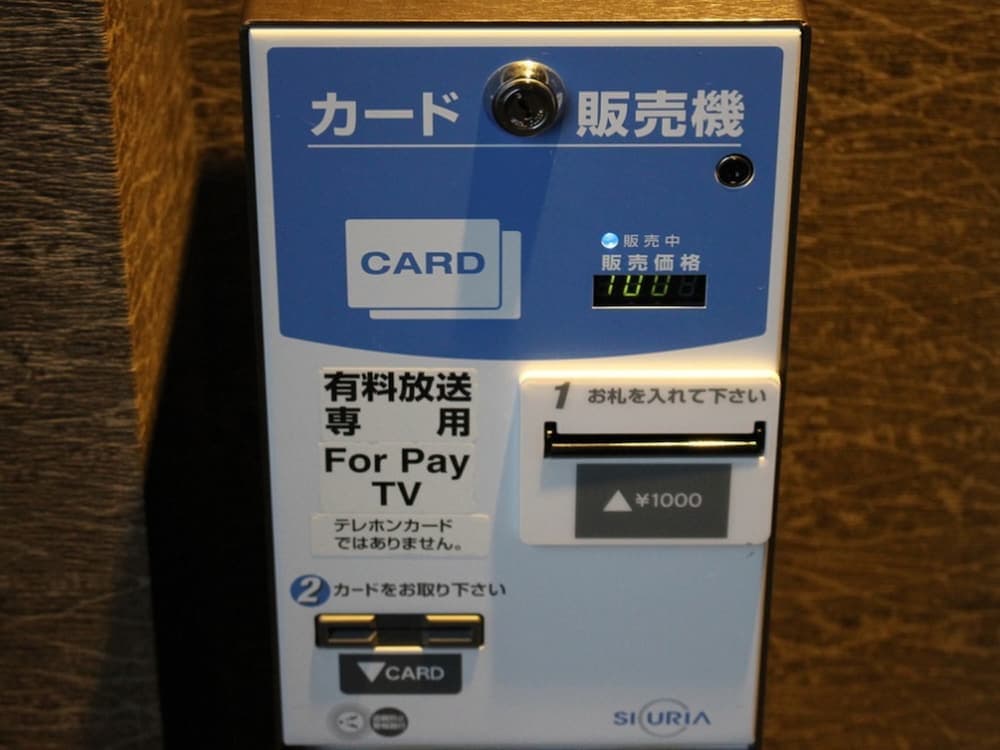 カード 販売機
CARD
販売中
販売価格
有料放送
専 用
For Pay
TV
テレホンカード
ではありません。
1 お札を入れて下さい
▲¥1000
2 カードをお取り下さい
▼CARD
SICURIA